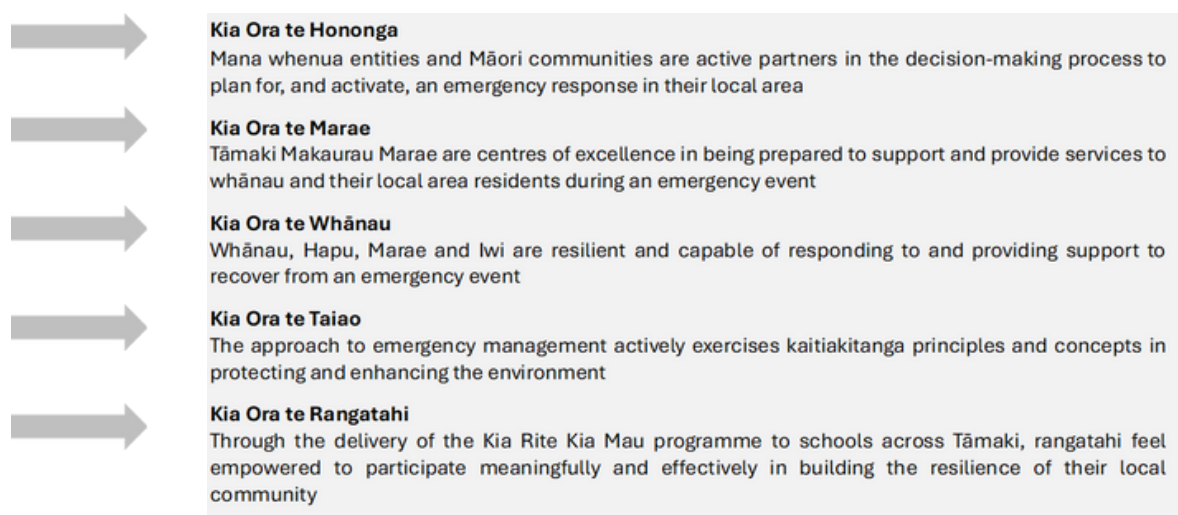 Kia Ora te Hononga
Mana whenua entities and Māori communities are active partners in the decision-making process to
plan for, and activate, an emergency response in their local area
Kia Ora te Marae
Tāmaki Makaurau Marae are centres of excellence in being prepared to support and provide services to
whānau and their local area residents during an emergency event
Kia Ora te Whānau
Whānau, Hapu, Marae and Iwi are resilient and capable of responding to and providing support to
recover from an emergency event
Kia Ora te Taiao
The approach to emergency management actively exercises kaitiakitanga principles and concepts in
protecting and enhancing the environment
Kia Ora te Rangatahi
Through the delivery of the Kia Rite Kia Mau programme to schools across Tāmaki, rangatahi feel
empowered to participate meaningfully and effectively in building the resilience of their local
community